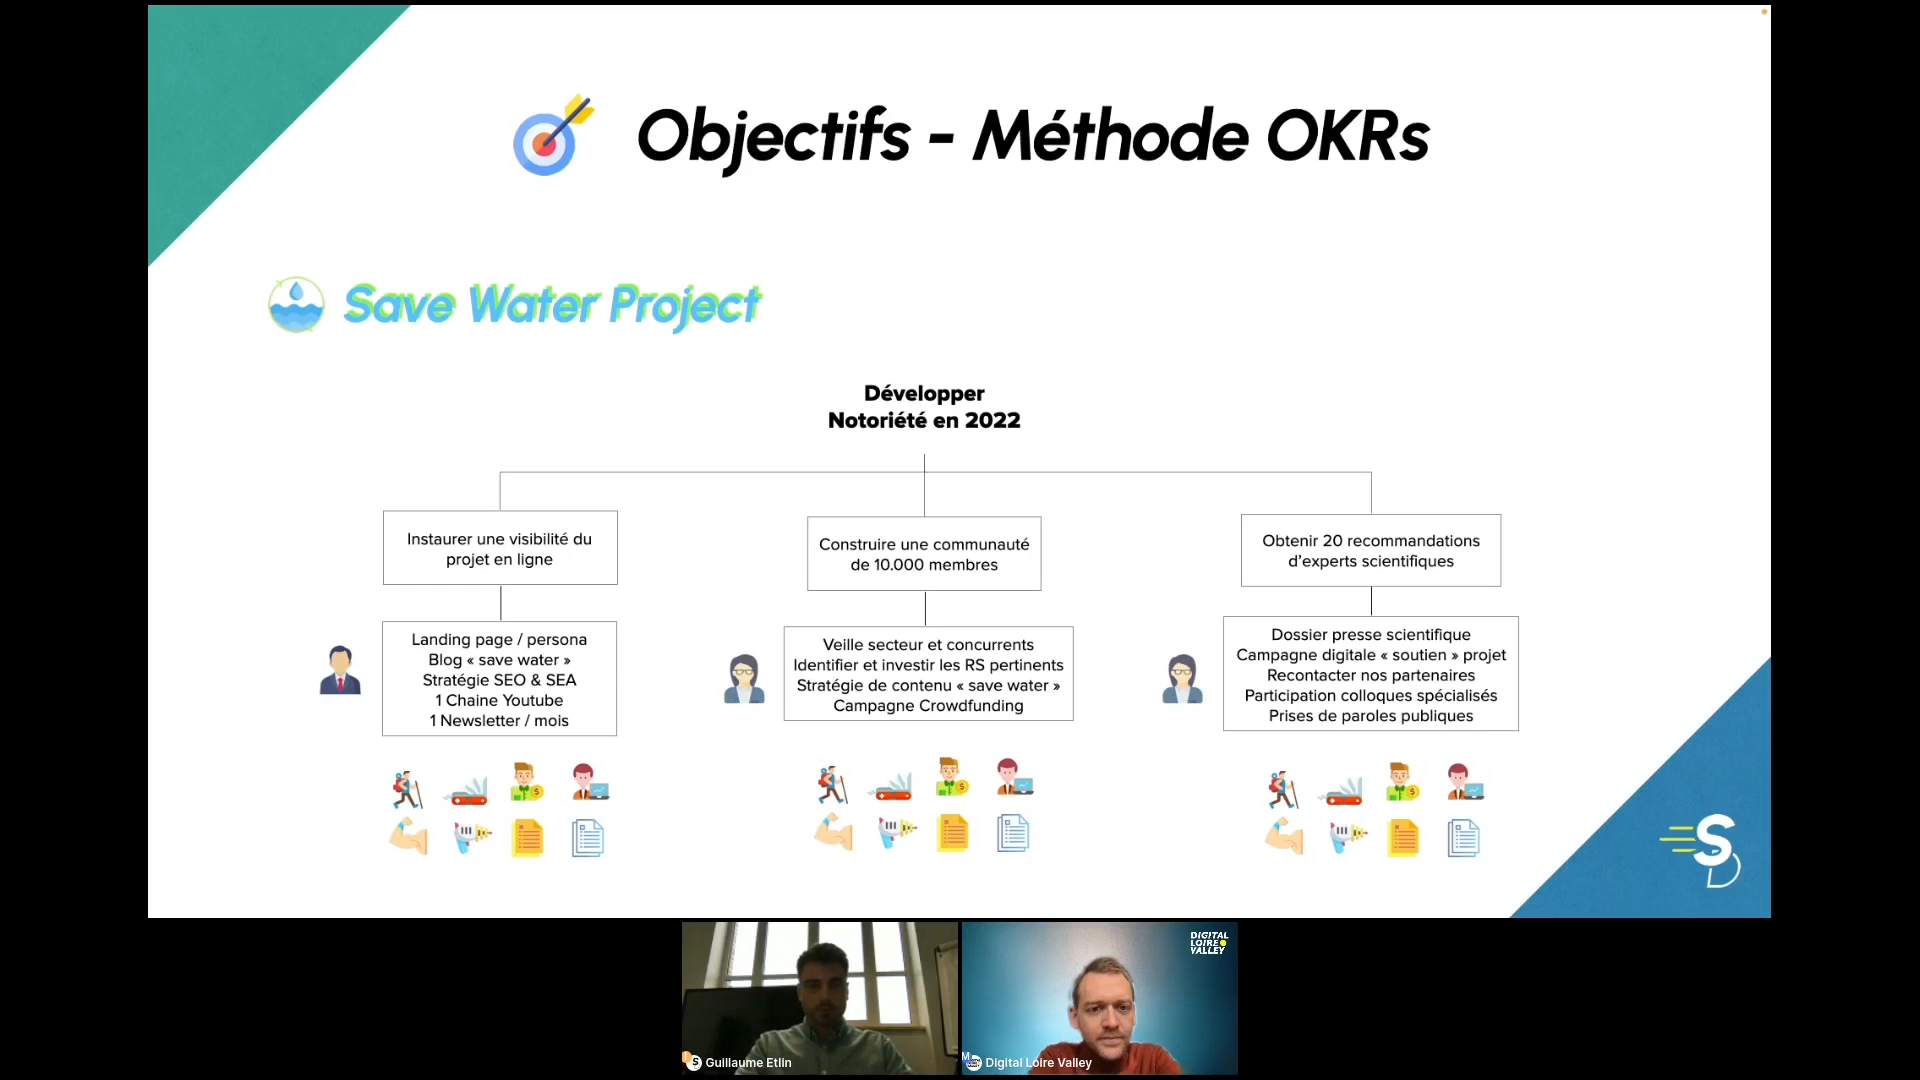 Objectifs - Méthode OKRs
Save Water Project
Développer
Notoriété en 2022
Instaurer une visibilité du
projet en ligne
Construire une communauté
de 10.000 membres
Obtenir 20 recommandations
d'experts scientifiques
Landing page / persona
Blog « save water »
Stratégie SEO & SEA
1 Chaine Youtube
1 Newsletter / mois
Veille secteur et concurrents
Identifier et investir les RS pertinents
Stratégie de contenu « save water »
Campagne Crowdfunding
Dossier presse scientifique
Campagne digitale « soutien » projet
Recontacter nos partenaires
Participation colloques spécialisés
Prises de paroles publiques
SD
DIGITAL
LOIRE
VALLEY
Guillaume Etlin
Digital Loire Valley